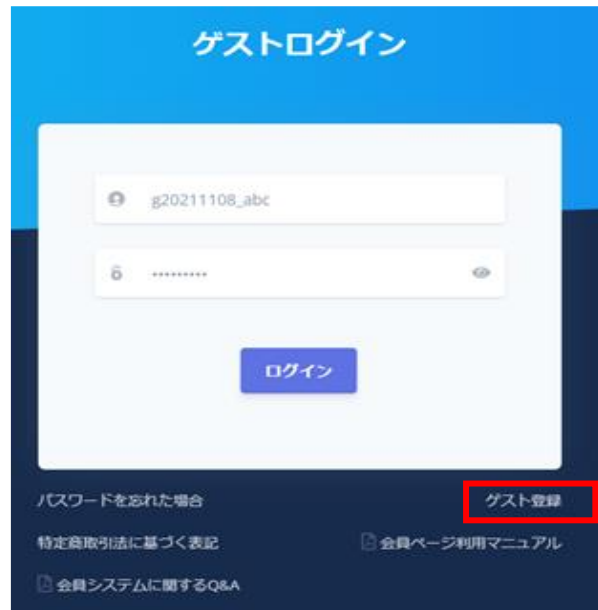 ゲストログイン
g20211108_abc
•••••••••
ログイン
パスワードを忘れた場合
ゲスト登録
特定商取引法に基づく表記
会員ページ利用マニュアル
会員システムに関するQ&A